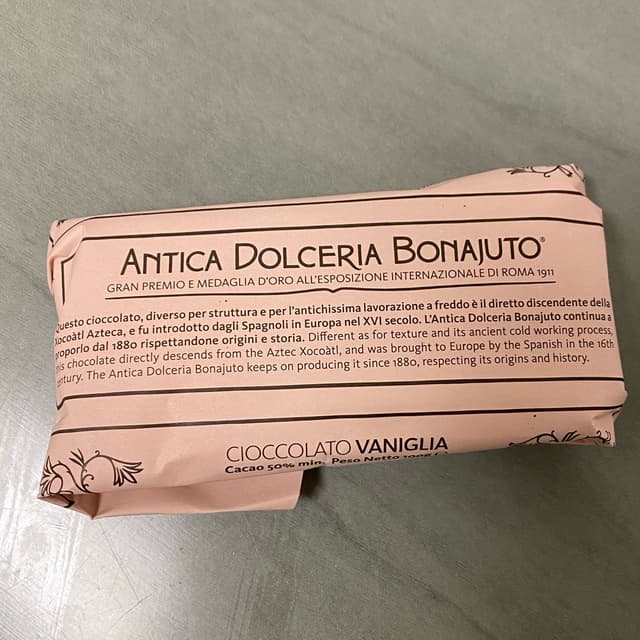 ANTICA DOLCERIA BONAJUTO®
GRAN PREMIO E MEDAGLIA D'ORO ALL'ESPOSIZIONE INTERNAZIONALE DI ROMA 1911
Questo cioccolato, diverso per struttura e per l'antichissima lavorazione a freddo è il diretto discendente della
Xocoàtl Azteca, e fu introdotto dagli Spagnoli in Europa nel XVI secolo. L'Antica Dolceria Bonajuto continua a
proporlo dal 1880 rispettandone origini e storia. Different as for texture and its ancient cold working process,
this chocolate directly descends from the Aztec Xocoàtl, and was brought to Europe by the Spanish in the 16th
century. The Antica Dolceria Bonajuto keeps on producing it since 1880, respecting its origins and history.
CIOCCOLATO VANIGLIA
Cacao 50% min. Peso Netto 100g